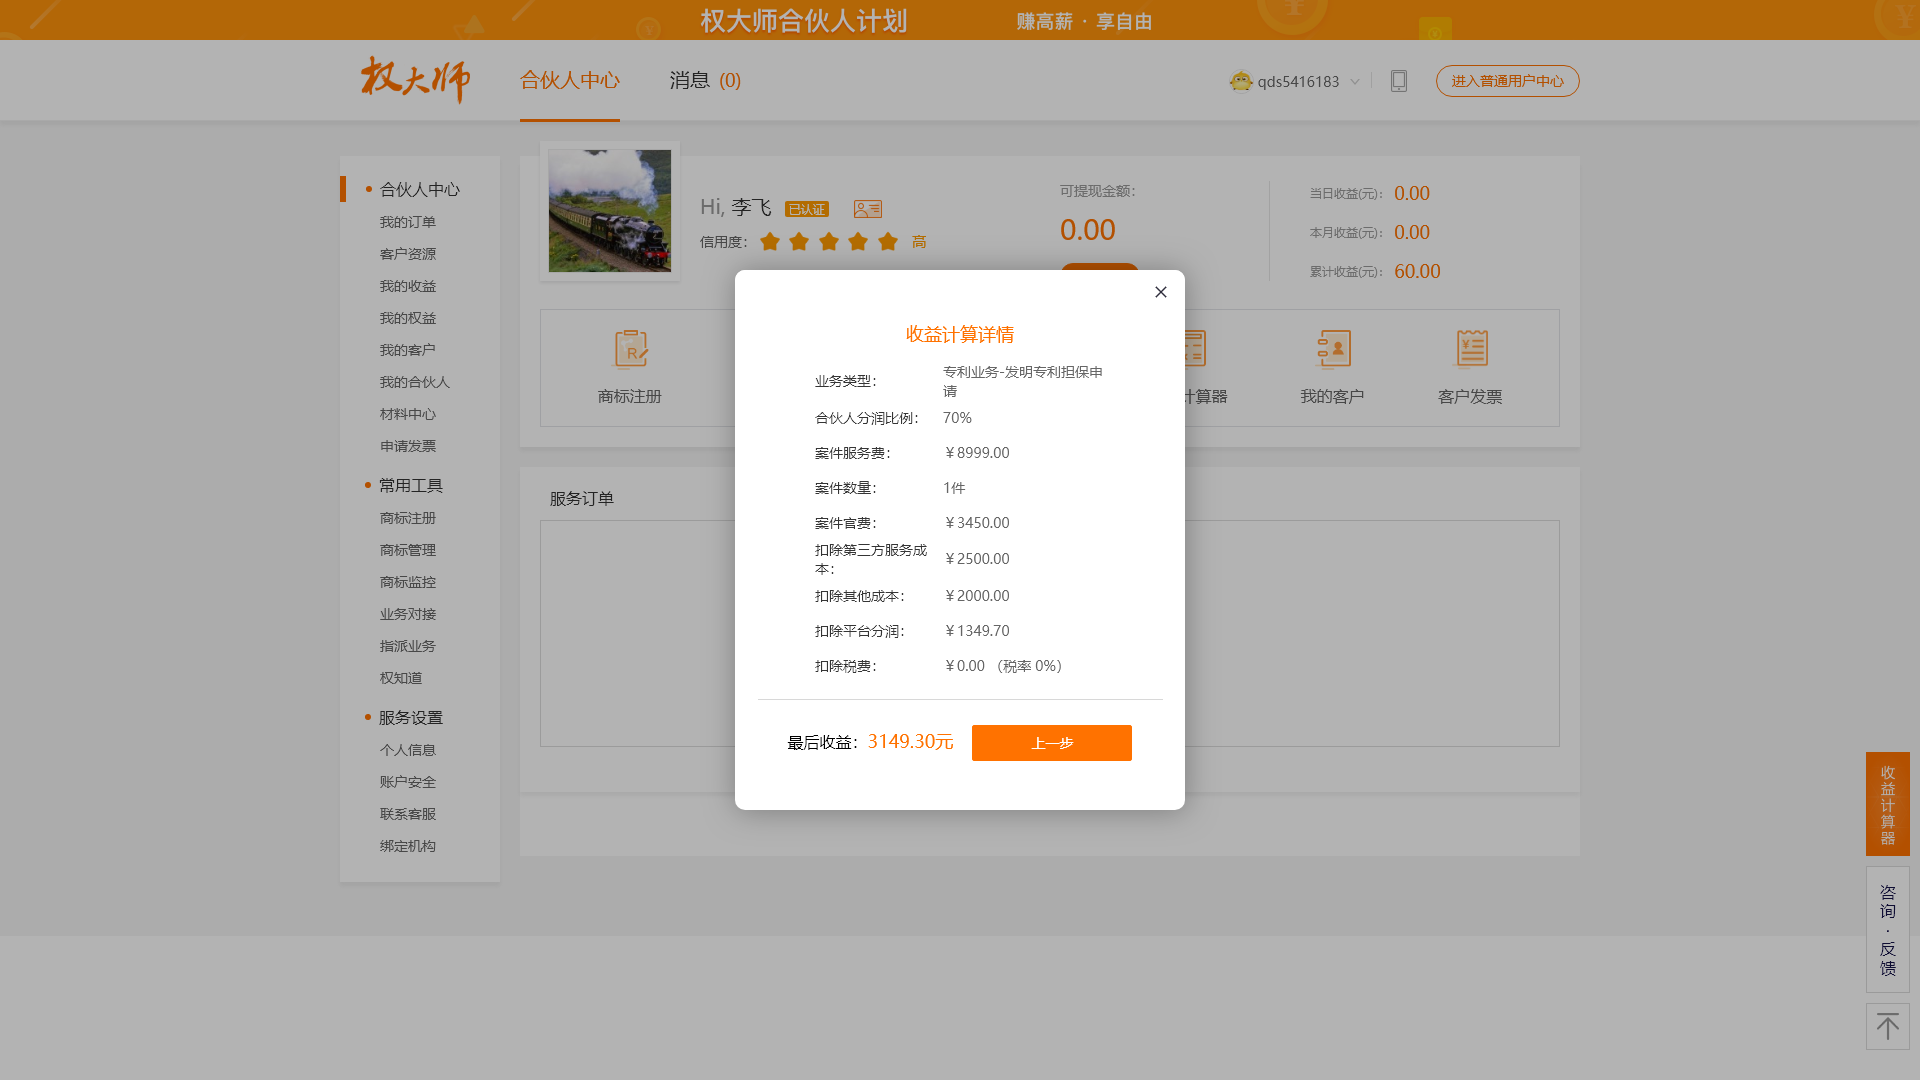 权大师合伙人计划
赚高薪 · 享自由
权大师
合伙人中心
消息 (0)
qds5416183
进入普通用户中心
合伙人中心
我的订单
客户资源
我的收益
我的权益
我的客户
我的合伙人
材料中心
申请发票
常用工具
商标注册
商标管理
商标监控
业务对接
指派业务
权知道
服务设置
个人信息
账户安全
联系客服
绑定机构
Hi, 李飞 已认证
信用度: 高
可提现金额:
0.00
当日收益(元): 0.00
本月收益(元): 0.00
累计收益(元): 60.00
商标注册
计算器
我的客户
客户发票
服务订单
收益计算详情
业务类型: 专利业务-发明专利担保申
请
合伙人分润比例: 70%
案件服务费: ￥8999.00
案件数量: 1件
案件官费: ￥3450.00
扣除第三方服务成
本: ￥2500.00
扣除其他成本: ￥2000.00
扣除平台分润: ￥1349.70
扣除税费: ￥0.00 (税率 0%)
最后收益: 3149.30元
上一步
收益计算器
咨询·反馈